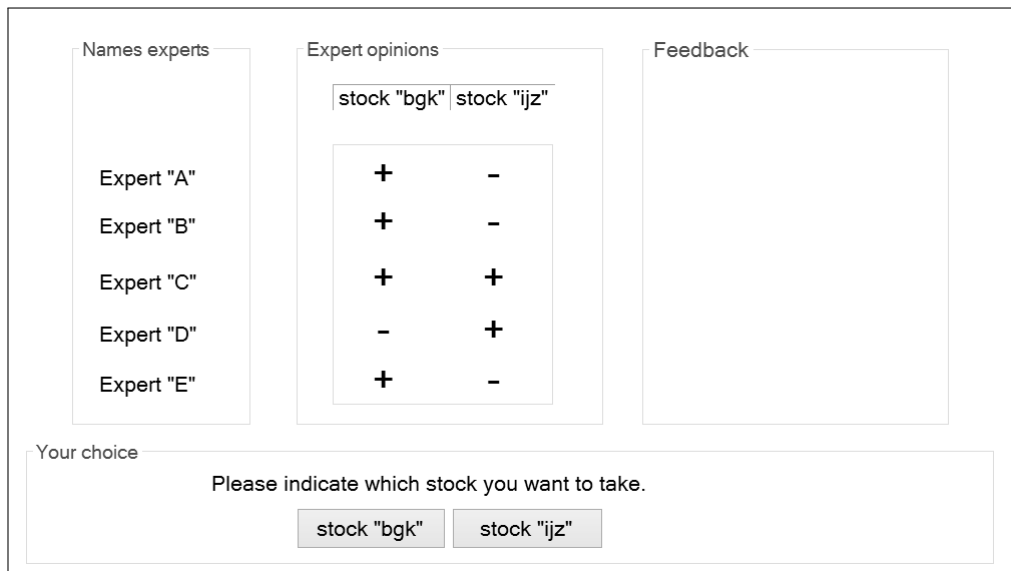 Names experts
Expert opinions
Feedback
stock "bgk" stock "ijz"
Expert "A" + -
Expert "B" + -
Expert "C" + +
Expert "D" - +
Expert "E" + -
Your choice
Please indicate which stock you want to take.
stock "bgk" stock "ijz"